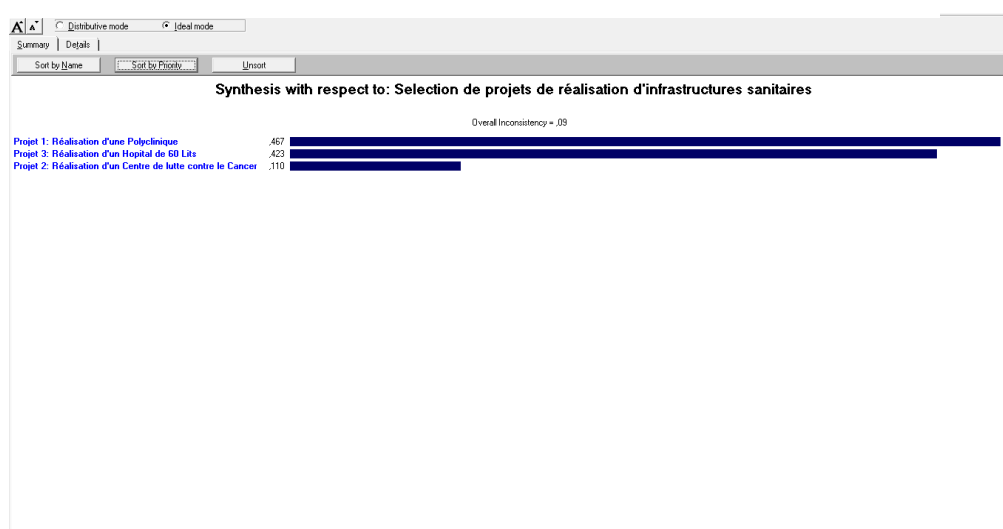 A A Distributive mode Ideal mode
Summary Details
Sort by Name Sort by Priority Unsort
Synthesis with respect to: Selection de projets de réalisation d'infrastructures sanitaires
Overall Inconsistency = ,09
Projet 1: Réalisation d'une Polyclinique ,467
Projet 3: Réalisation d'un Hopital de 60 Lits ,423
Projet 2: Réalisation d'un Centre de lutte contre le Cancer ,110